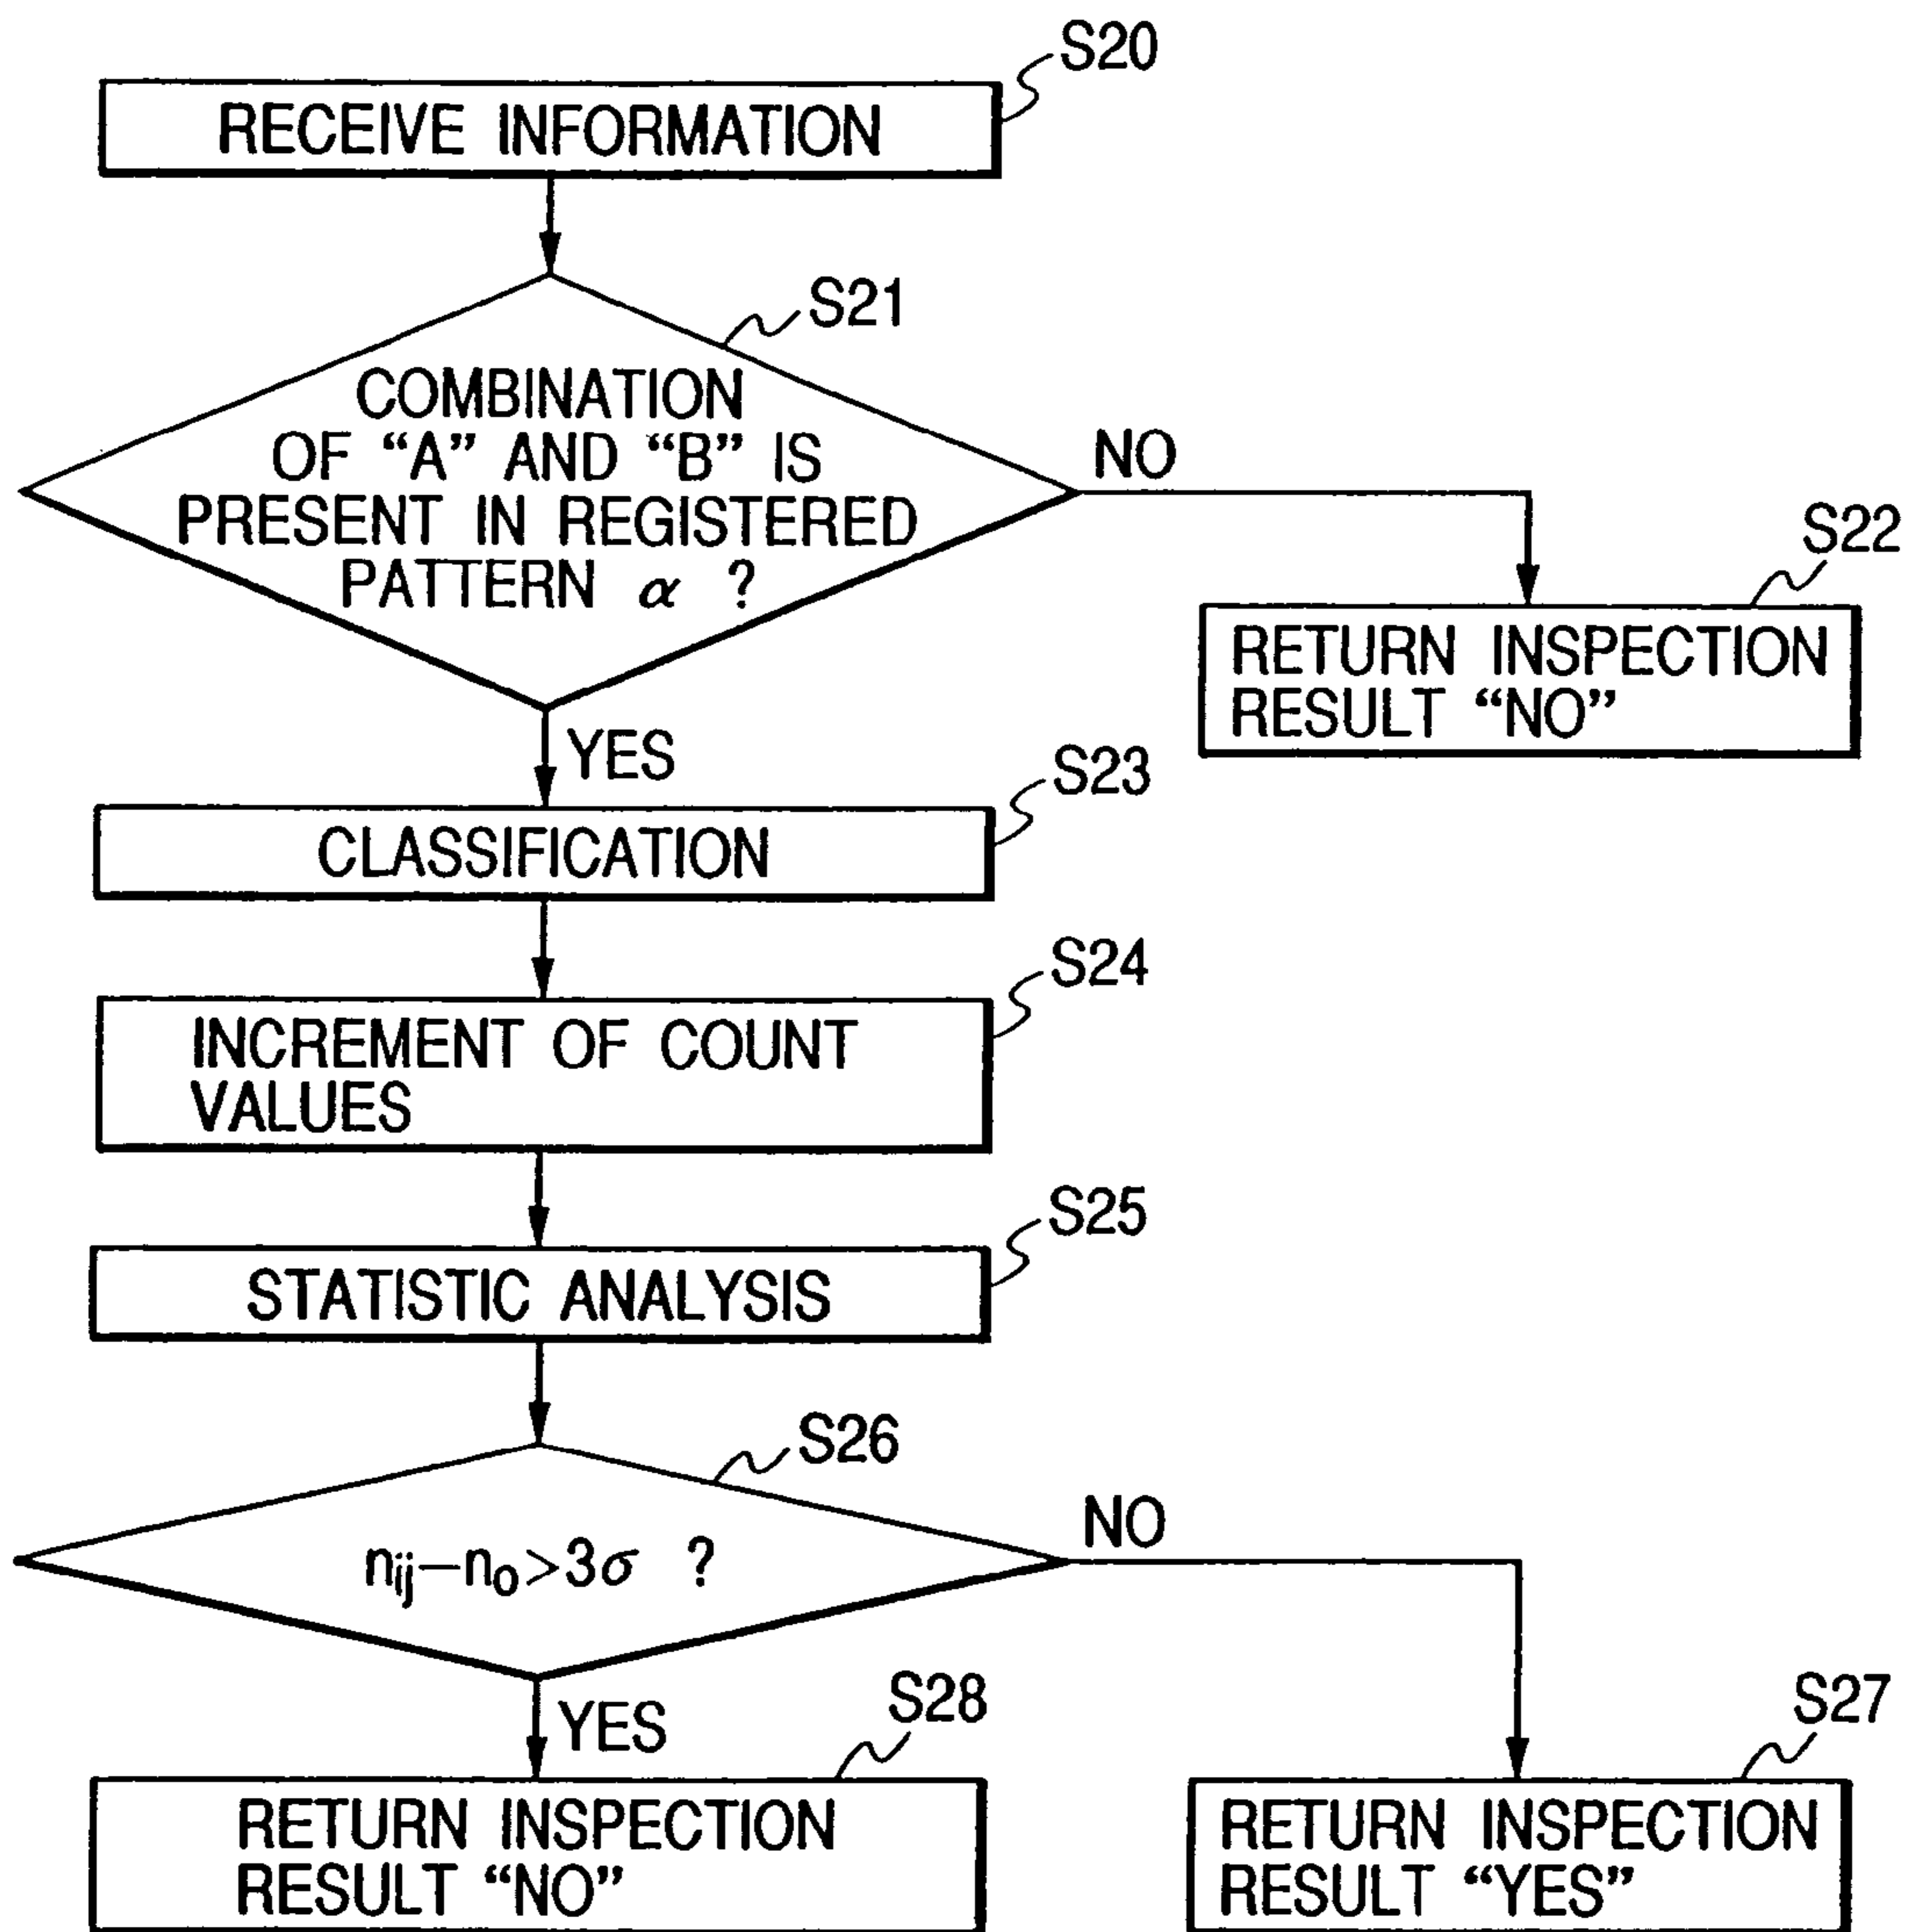 S20
RECEIVE INFORMATION
S21
COMBINATION
OF “A” AND “B” IS
PRESENT IN REGISTERED
PATTERN α ?
NO
S22
RETURN INSPECTION
RESULT “NO”
YES
S23
CLASSIFICATION
S24
INCREMENT OF COUNT
VALUES
S25
STATISTIC ANALYSIS
S26
nij−no>3σ ?
NO
YES
S28
RETURN INSPECTION
RESULT “NO”
S27
RETURN INSPECTION
RESULT “YES”